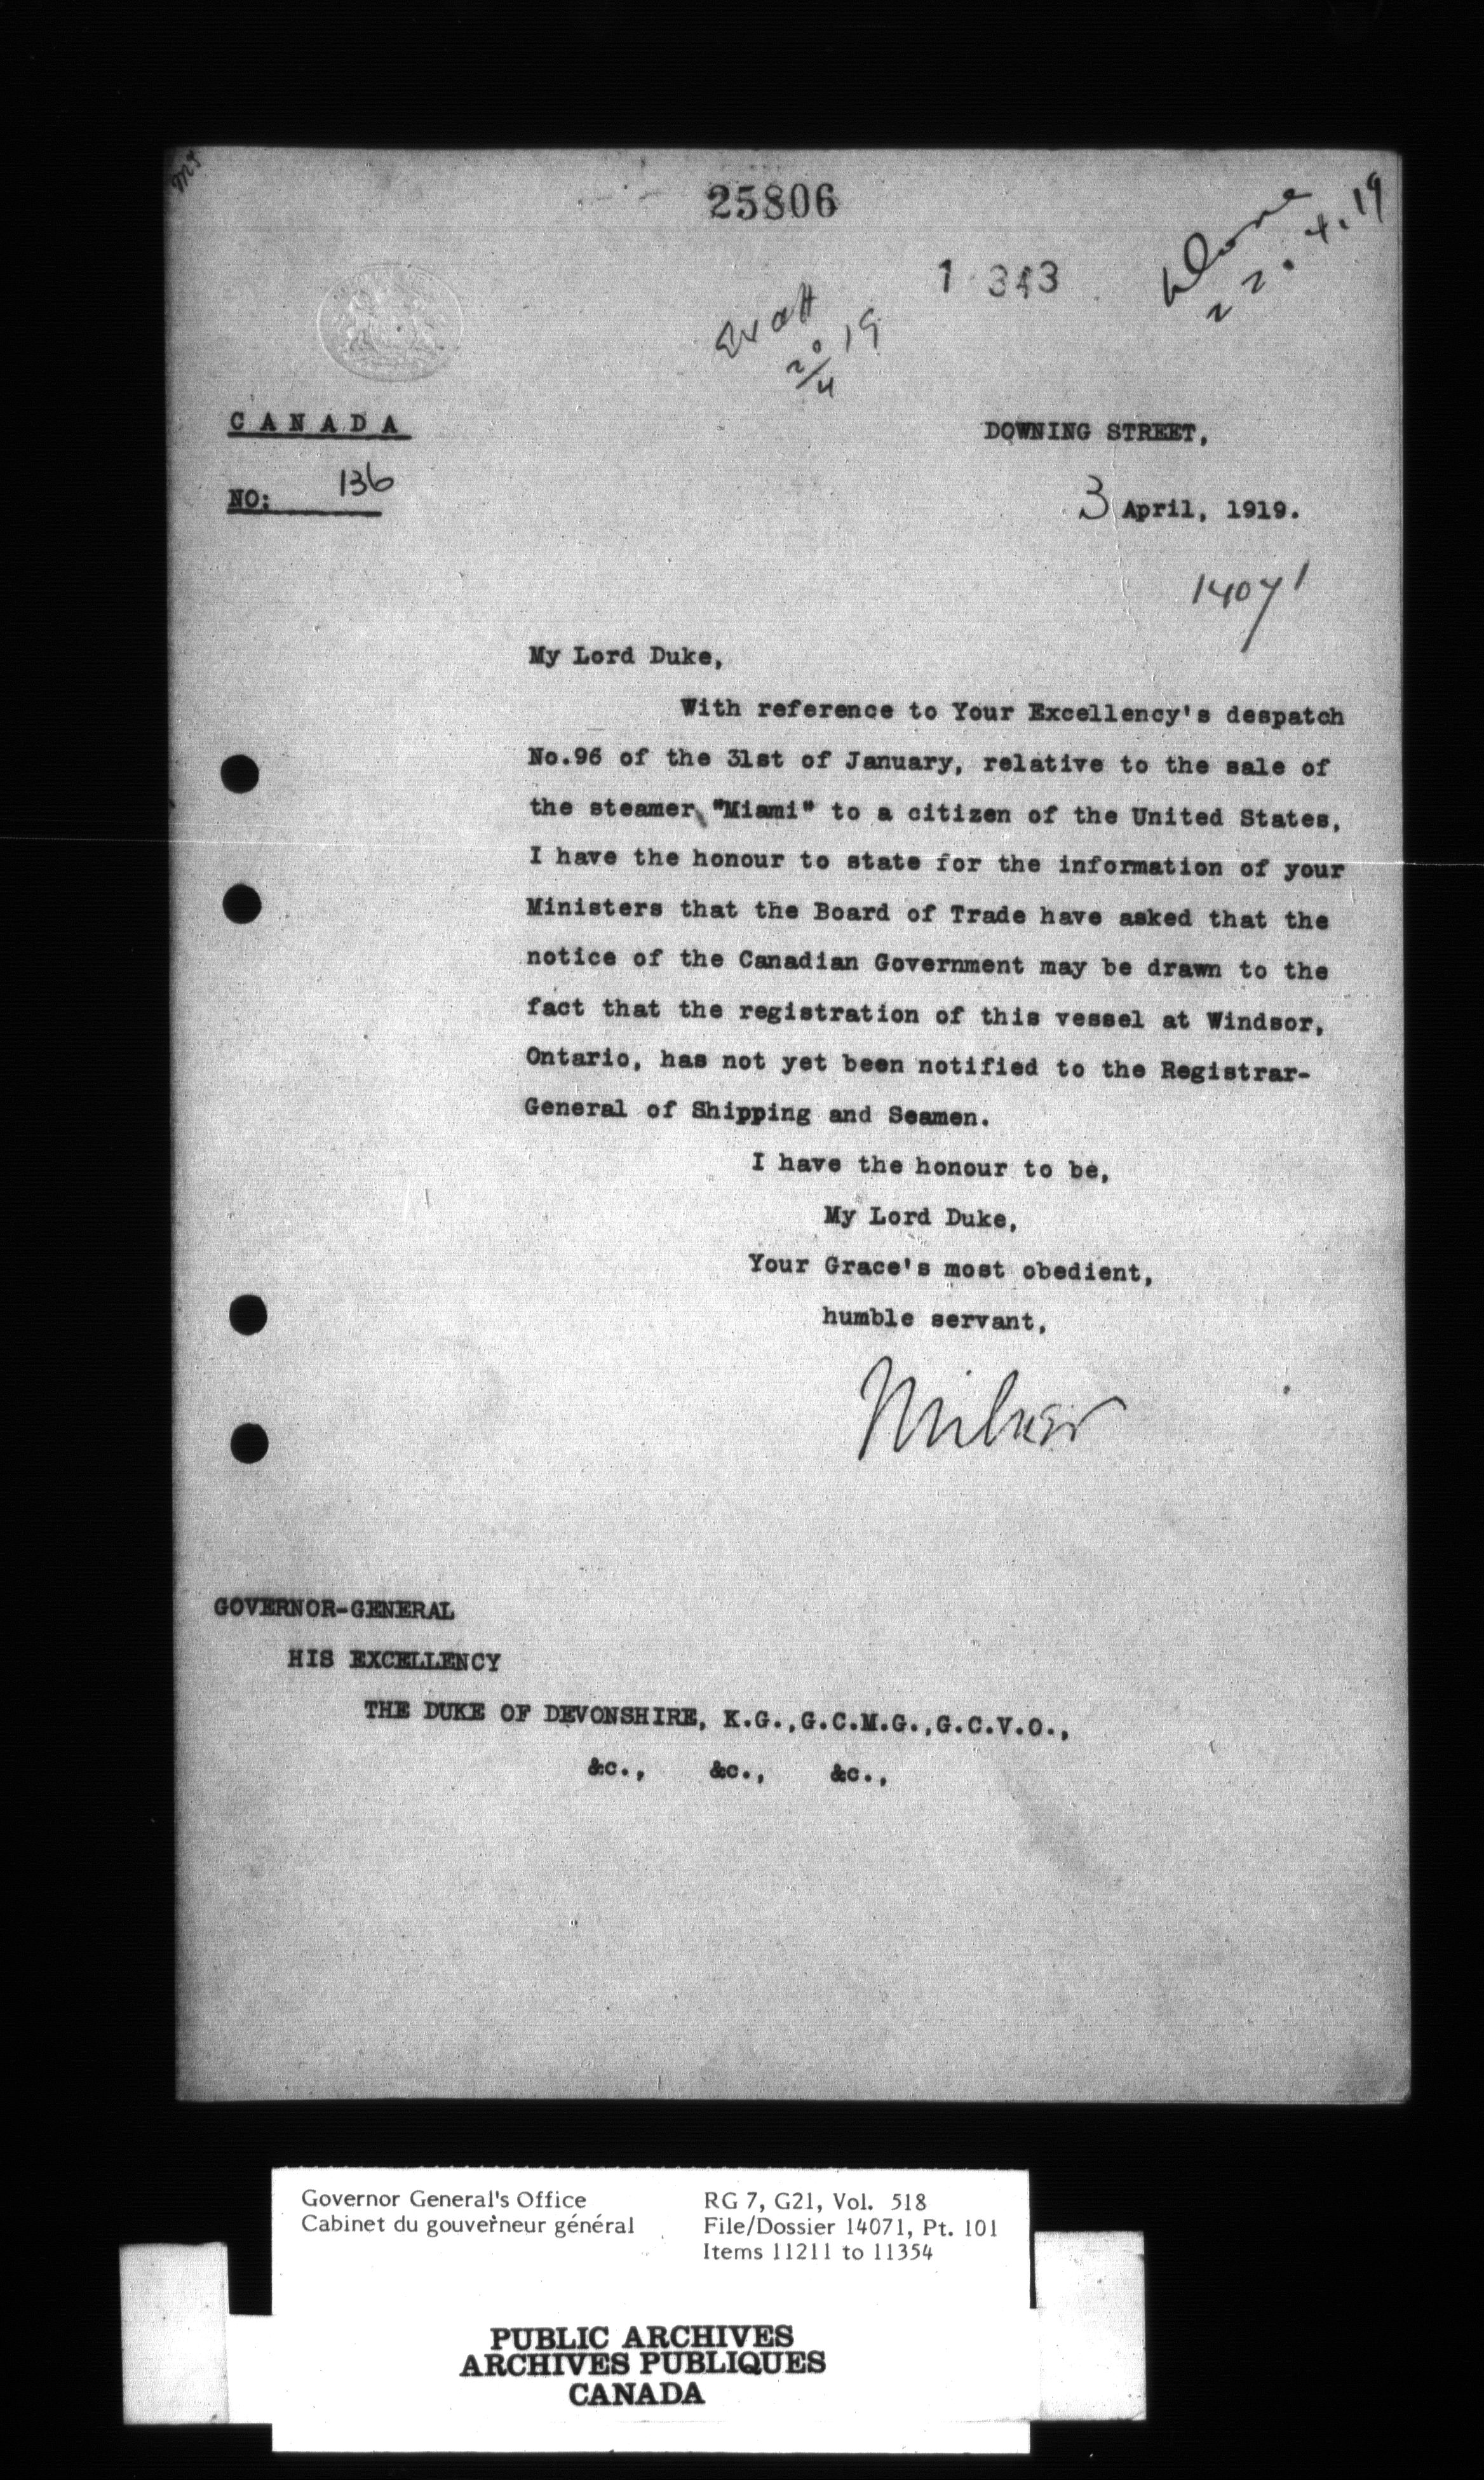 25806
Done
22.4.19
20/4 19
CANADA
DOWNING STREET,
NO: 136
3 April, 1919.
14071
My Lord Duke,
With reference to Your Excellency's despatch
No.96 of the 31st of January, relative to the sale of
the steamer "Miami" to a citizen of the United States,
I have the honour to state for the information of your
Ministers that the Board of Trade have asked that the
notice of the Canadian Government may be drawn to the
fact that the registration of this vessel at Windsor,
Ontario, has not yet been notified to the Registrar-
General of Shipping and Seamen.
I have the honour to be,
My Lord Duke,
Your Grace's most obedient,
humble servant,
Milner
GOVERNOR-GENERAL
HIS EXCELLENCY
THE DUKE OF DEVONSHIRE, K.G.,G.C.M.G.,G.C.V.O.,
&c., &c., &c.,
Governor General's Office
Cabinet du gouverneur général
RG 7, G21, Vol. 518
File/Dossier 14071, Pt. 101
Items 11211 to 11354
PUBLIC ARCHIVES
ARCHIVES PUBLIQUES
CANADA